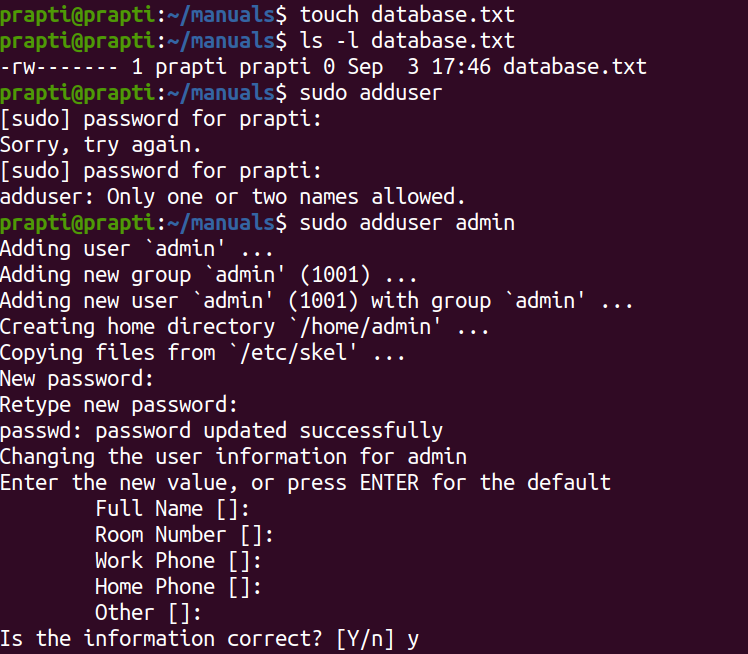 prapti@prapti:~/manuals$ touch database.txt
prapti@prapti:~/manuals$ ls -l database.txt
-rw------- 1 prapti prapti 0 Sep  3 17:46 database.txt
prapti@prapti:~/manuals$ sudo adduser
[sudo] password for prapti:
Sorry, try again.
[sudo] password for prapti:
adduser: Only one or two names allowed.
prapti@prapti:~/manuals$ sudo adduser admin
Adding user `admin' ...
Adding new group `admin' (1001) ...
Adding new user `admin' (1001) with group `admin' ...
Creating home directory `/home/admin' ...
Copying files from `/etc/skel' ...
New password:
Retype new password:
passwd: password updated successfully
Changing the user information for admin
Enter the new value, or press ENTER for the default
        Full Name []:
        Room Number []:
        Work Phone []:
        Home Phone []:
        Other []:
Is the information correct? [Y/n] y